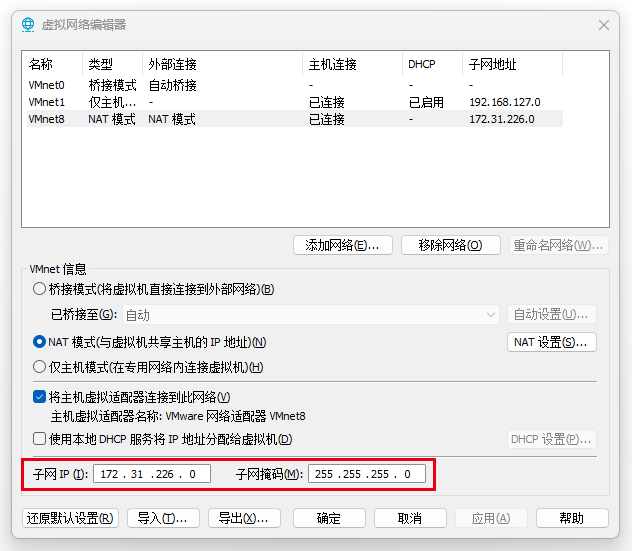 虚拟网络编辑器
名称 类型 外部连接 主机连接 DHCP 子网地址
VMnet0 桥接模式 自动桥接 - - -
VMnet1 仅主机... - 已连接 已启用 192.168.127.0
VMnet8 NAT 模式 NAT 模式 已连接 - 172.31.226.0
添加网络(E)... 移除网络(O) 重命名网络(W)...
VMnet 信息
桥接模式(将虚拟机直接连接到外部网络)(B)
已桥接至(G): 自动 自动设置(U)...
NAT 模式(与虚拟机共享主机的 IP 地址)(N) NAT 设置(S)...
仅主机模式(在专用网络内连接虚拟机)(H)
将主机虚拟适配器连接到此网络(V)
主机虚拟适配器名称: VMware 网络适配器 VMnet8
使用本地 DHCP 服务将 IP 地址分配给虚拟机(D) DHCP 设置(P)...
子网 IP (I): 172 . 31 .226 . 0 子网掩码(M): 255 .255 .255 . 0
还原默认设置(R) 导入(T)... 导出(X)... 确定 取消 应用(A) 帮助